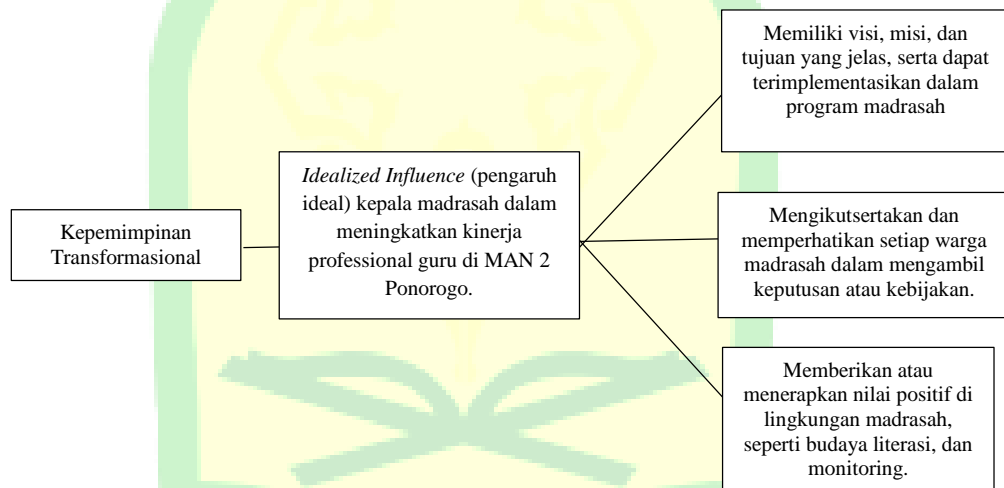 Kepemimpinan
Transformasional
Idealized Influence (pengaruh
ideal) kepala madrasah dalam
meningkatkan kinerja
professional guru di MAN 2
Ponorogo.
Memiliki visi, misi, dan
tujuan yang jelas, serta dapat
terimplementasikan dalam
program madrasah
Mengikutsertakan dan
memperhatikan setiap warga
madrasah dalam mengambil
keputusan atau kebijakan.
Memberikan atau
menerapkan nilai positif di
lingkungan madrasah,
seperti budaya literasi, dan
monitoring.